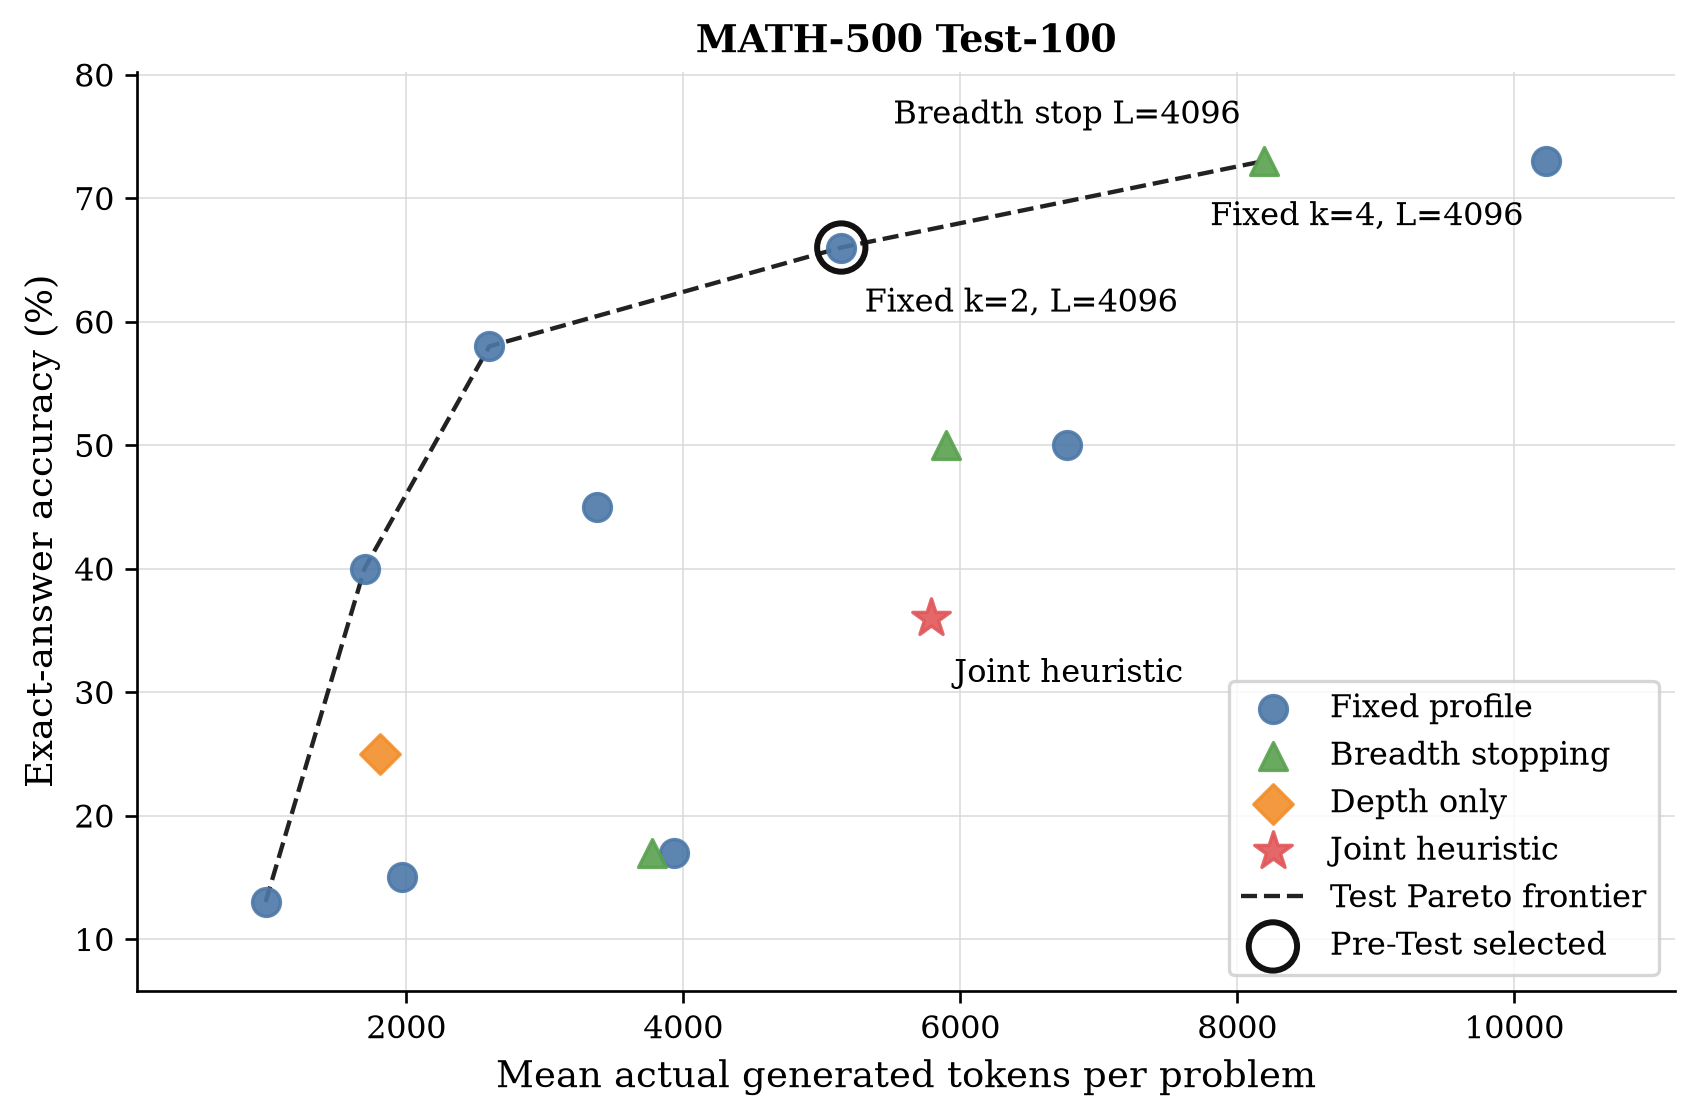 MATH-500 Test-100
Exact-answer accuracy (%)
80
70
60
50
40
30
20
10
Breadth stop L=4096
Fixed k=4, L=4096
Fixed k=2, L=4096
Joint heuristic
Fixed profile
Breadth stopping
Depth only
Joint heuristic
Test Pareto frontier
Pre-Test selected
2000 4000 6000 8000 10000
Mean actual generated tokens per problem